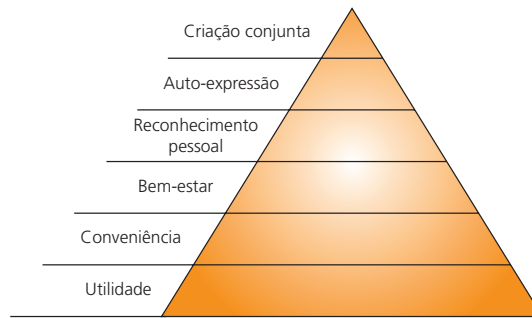 Criação conjunta
Auto-expressão
Reconhecimento
pessoal
Bem-estar
Conveniência
Utilidade